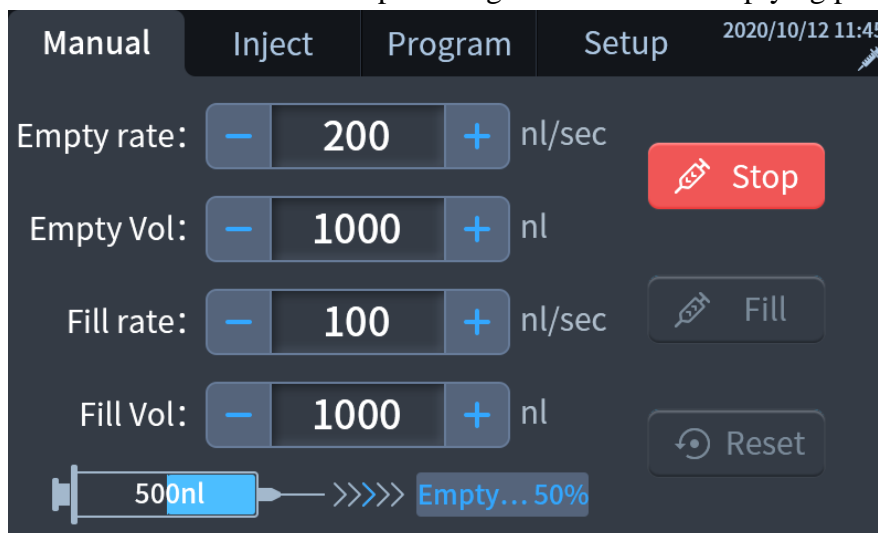 Manual Inject Program Setup 2020/10/12 11:45
Empty rate: − 200 + nl/sec
Stop
Empty Vol: − 1000 + nl
Fill rate: − 100 + nl/sec
Fill
Fill Vol: − 1000 + nl
Reset
500nl >>>>> Empty... 50%